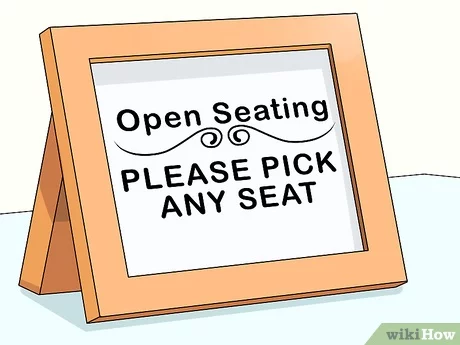 Open Seating
PLEASE PICK
ANY SEAT
wikiHow